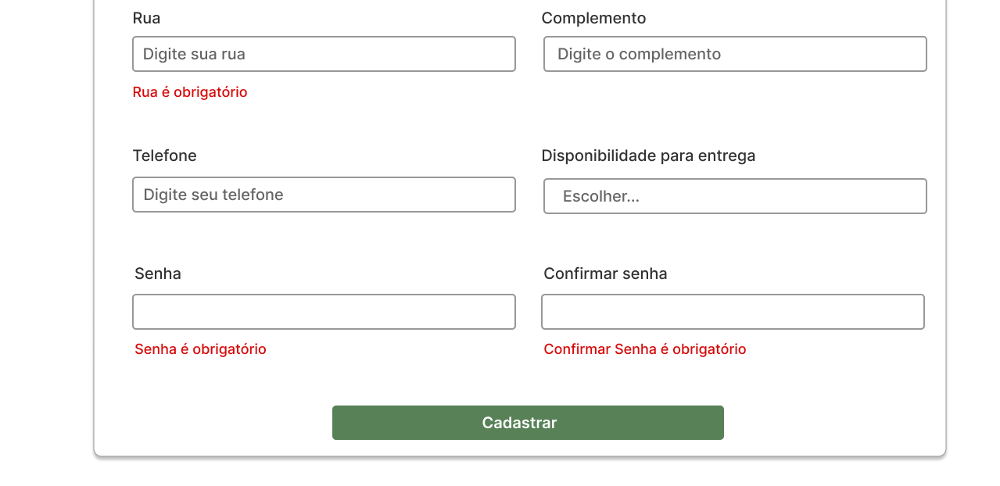 Rua
Complemento
Digite sua rua
Digite o complemento
Rua é obrigatório
Telefone
Disponibilidade para entrega
Digite seu telefone
Escolher...
Senha
Confirmar senha
Senha é obrigatório
Confirmar Senha é obrigatório
Cadastrar